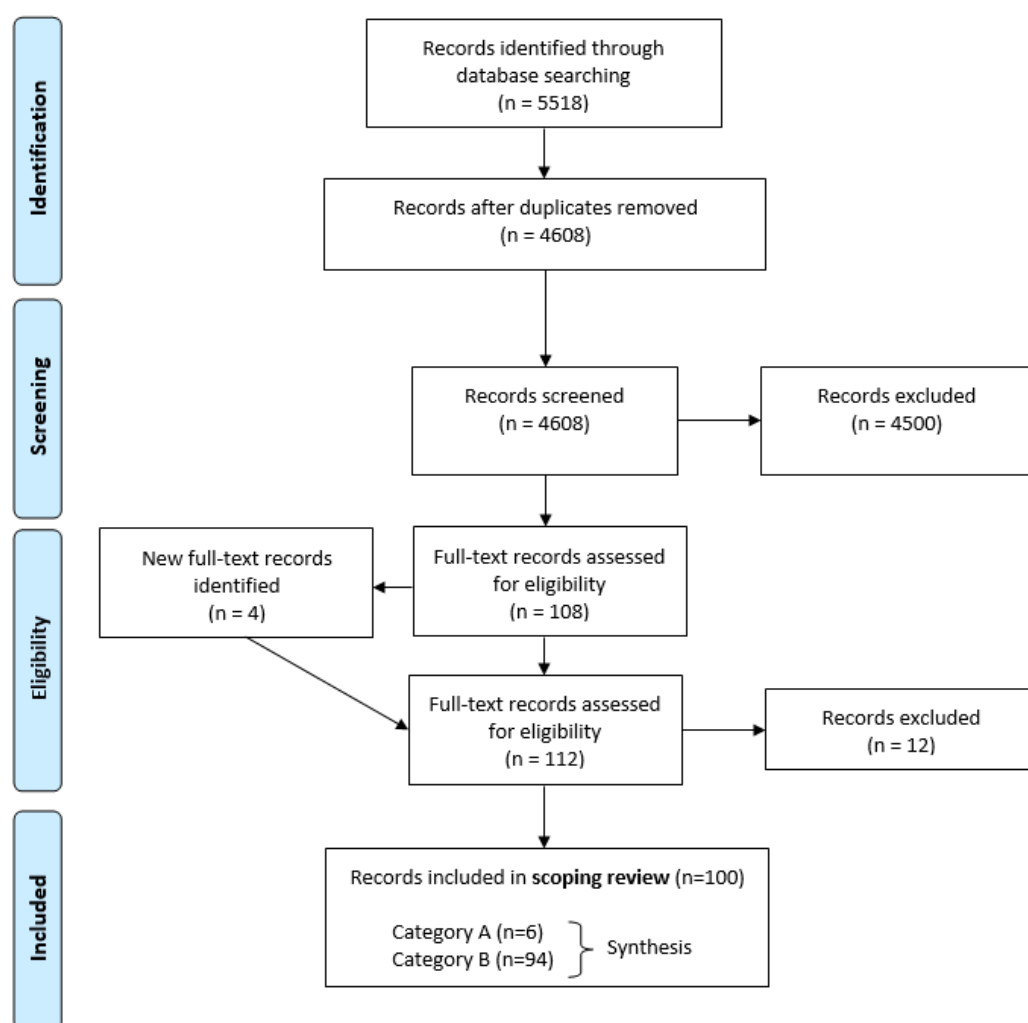 Identification
Records identified through
database searching
(n = 5518)
Records after duplicates removed
(n = 4608)
Screening
Records screened
(n = 4608)
Records excluded
(n = 4500)
Eligibility
New full-text records
identified
(n = 4)
Full-text records assessed
for eligibility
(n = 108)
Full-text records assessed
for eligibility
(n = 112)
Records excluded
(n = 12)
Included
Records included in scoping review (n=100)
Category A (n=6)
Category B (n=94)
Synthesis